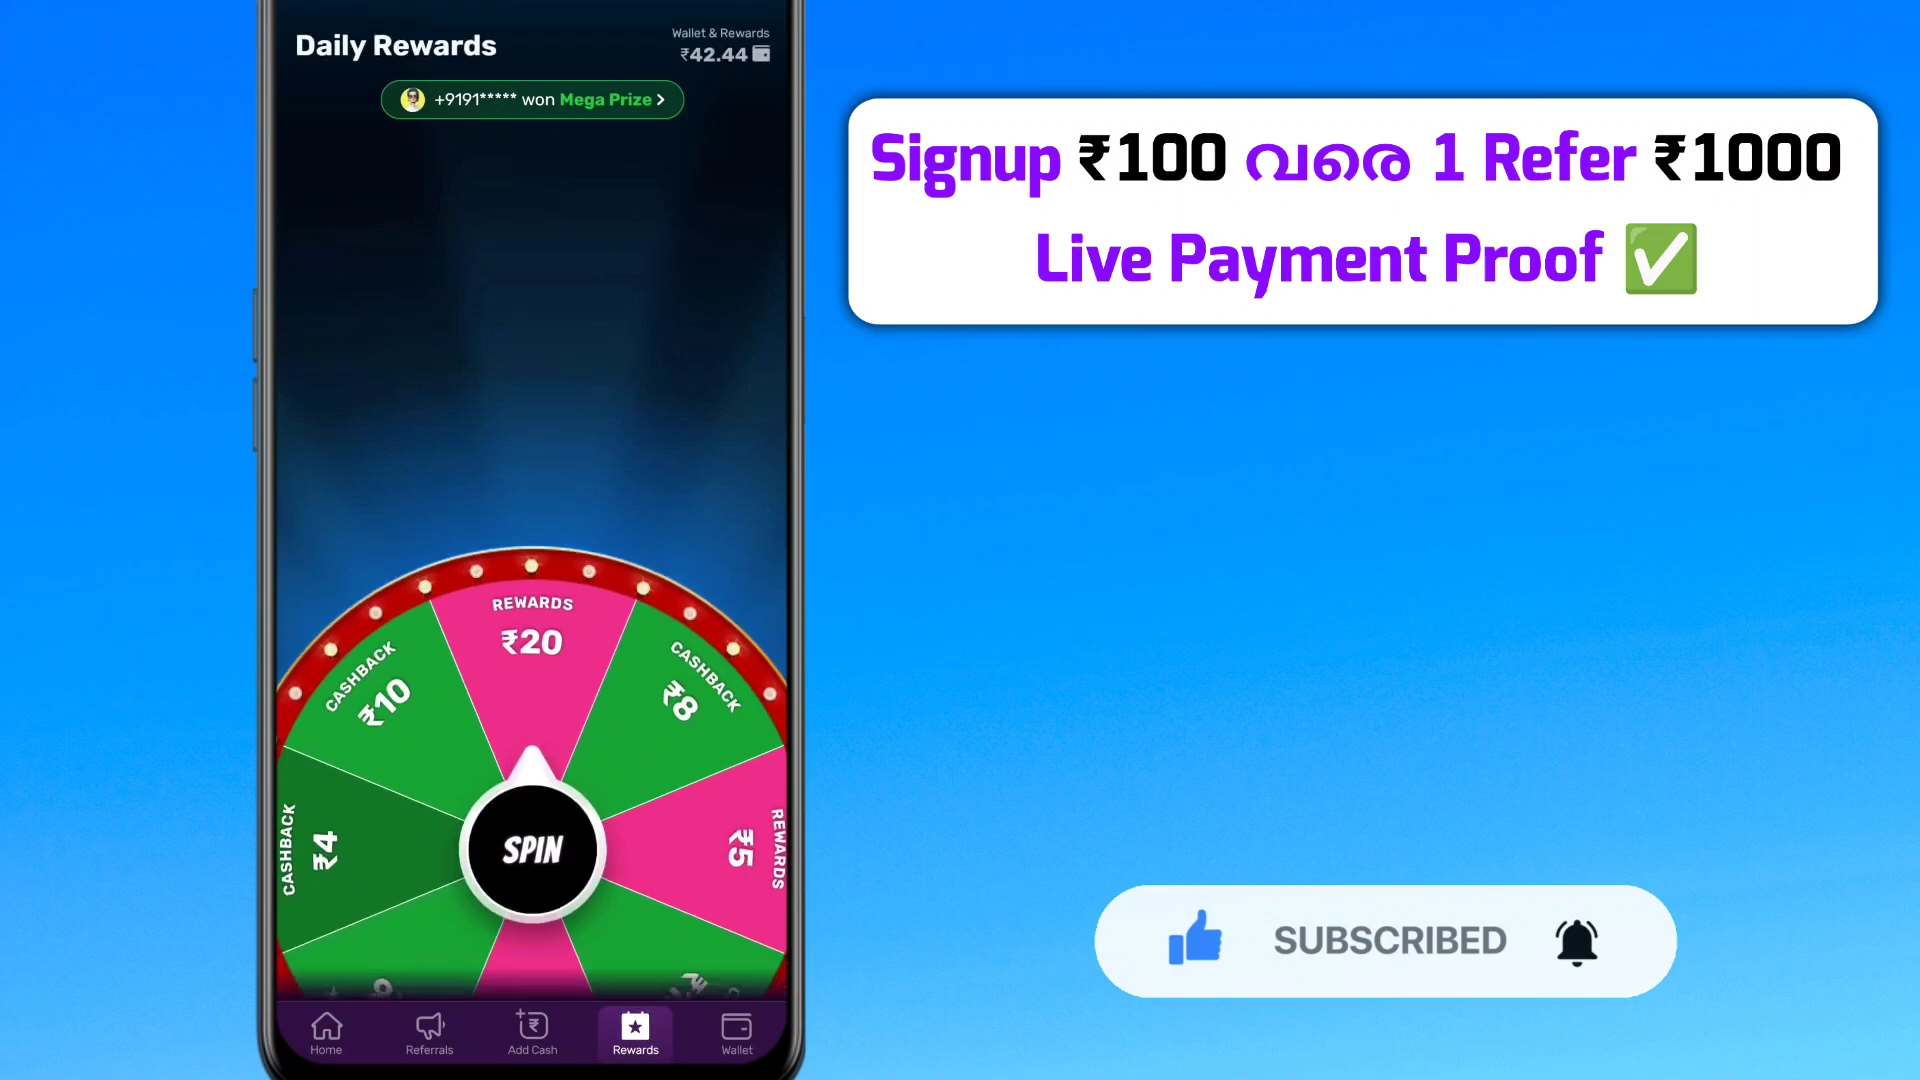 Daily Rewards
Wallet & Rewards
₹42.44
+9191***** won Mega Prize >
Signup ₹100 വരെ 1 Refer ₹1000
Live Payment Proof ✅
REWARDS
₹20
CASHBACK
₹10
CASHBACK
₹8
CASHBACK
₹4
REWARDS
₹5
SPIN
SUBSCRIBED
Home
Referrals
Add Cash
Rewards
Wallet